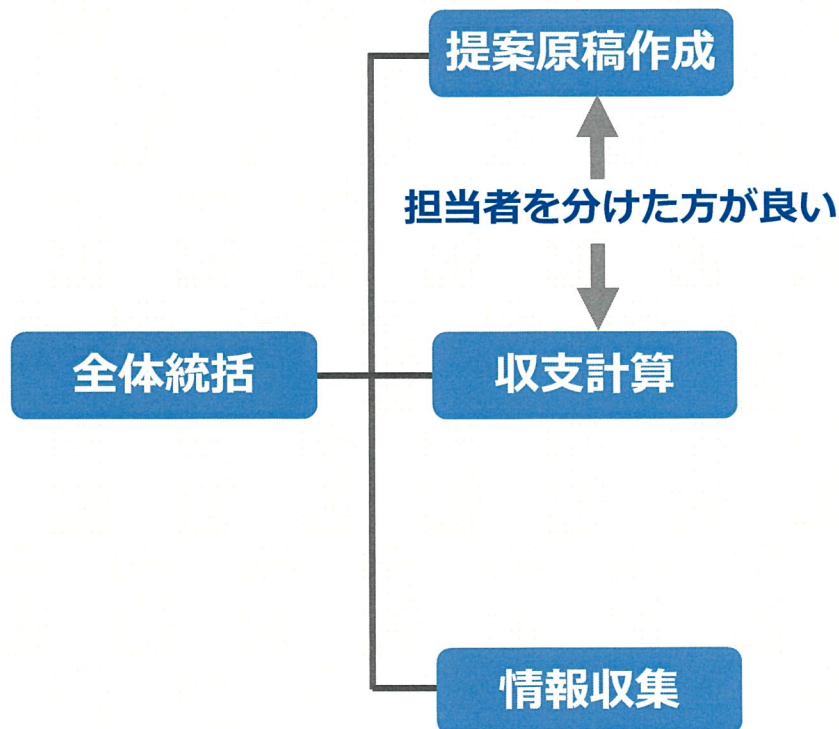 提案原稿作成
担当者を分けた方が良い
全体統括
収支計算
情報収集